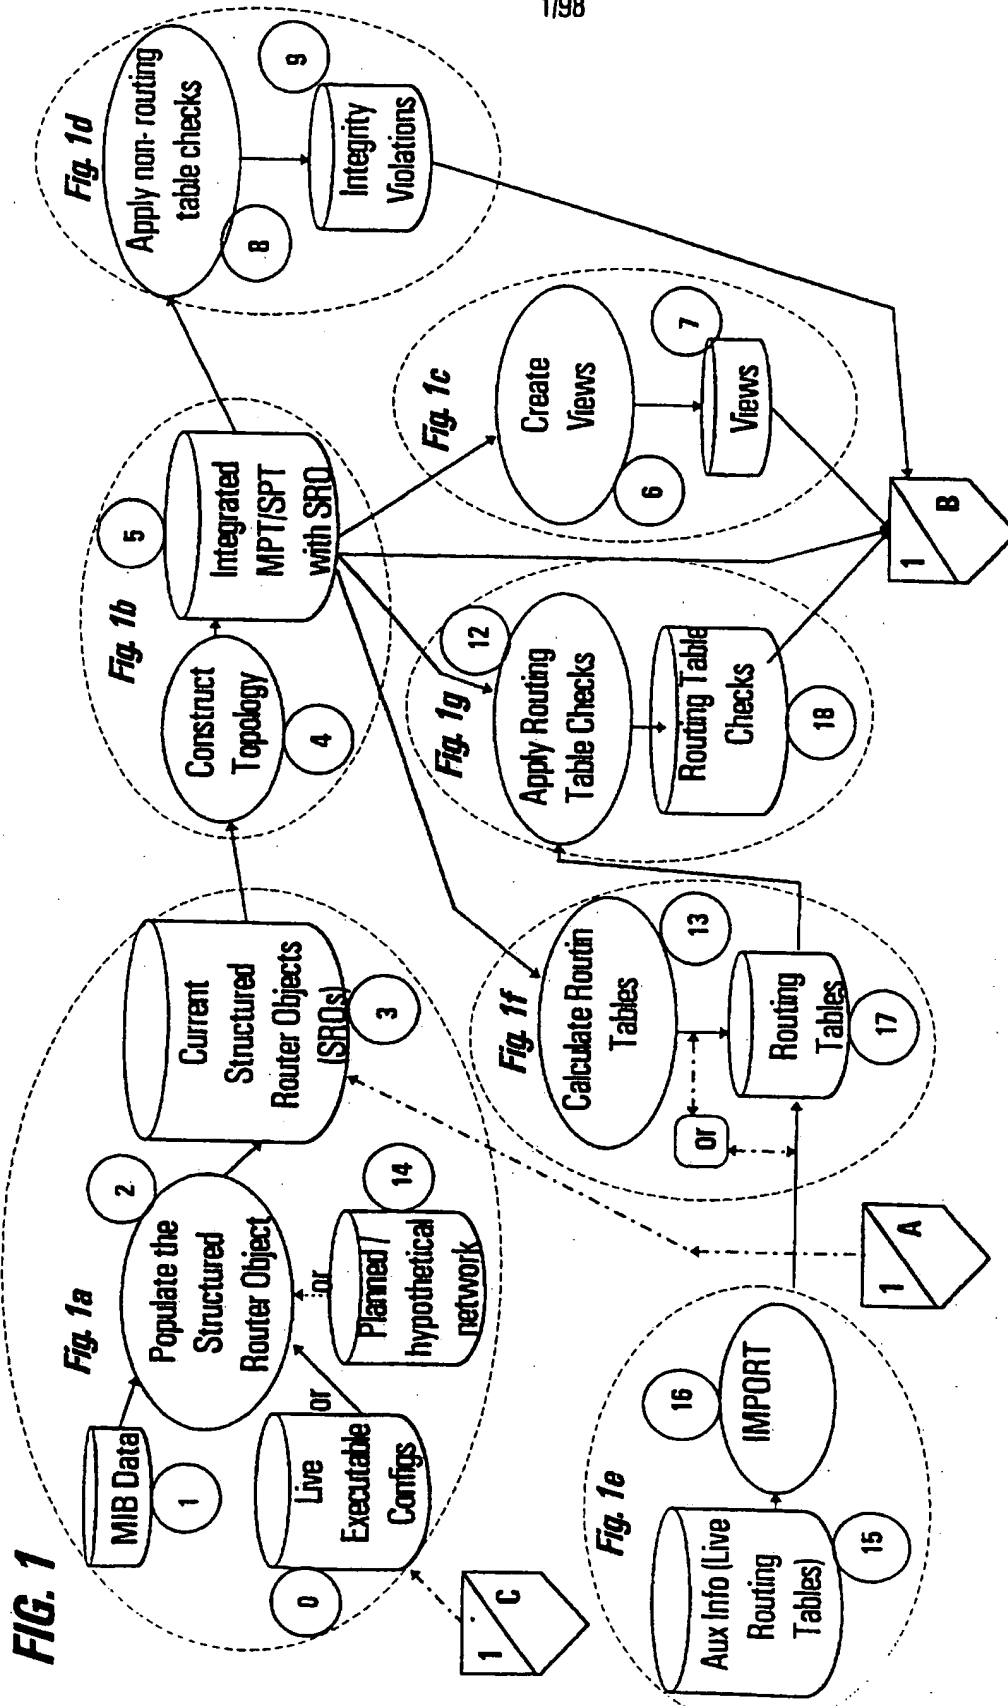 1/98
FIG. 1
Fig. 1a
MIB Data
1
Populate the
Structured
Router Object
2
Current
Structured
Router Objects
(SROs)
3
Live
Executable
Configs
0
or
or
Planned /
hypothetical
network
14
1
C
Fig. 1b
Construct
Topology
4
Integrated
MPT/SPT
with SRO
5
Fig. 1d
Apply non-routing
table checks
8
Integrity
Violations
9
Fig. 1c
Create
Views
6
Views
7
Fig. 1g
Apply Routing
Table Checks
12
Routing Table
Checks
18
Fig. 1f
Calculate Routin
Tables
13
or
Routing
Tables
17
Fig. 1e
Aux Info (Live
Routing
Tables)
15
IMPORT
16
1
A
1
B